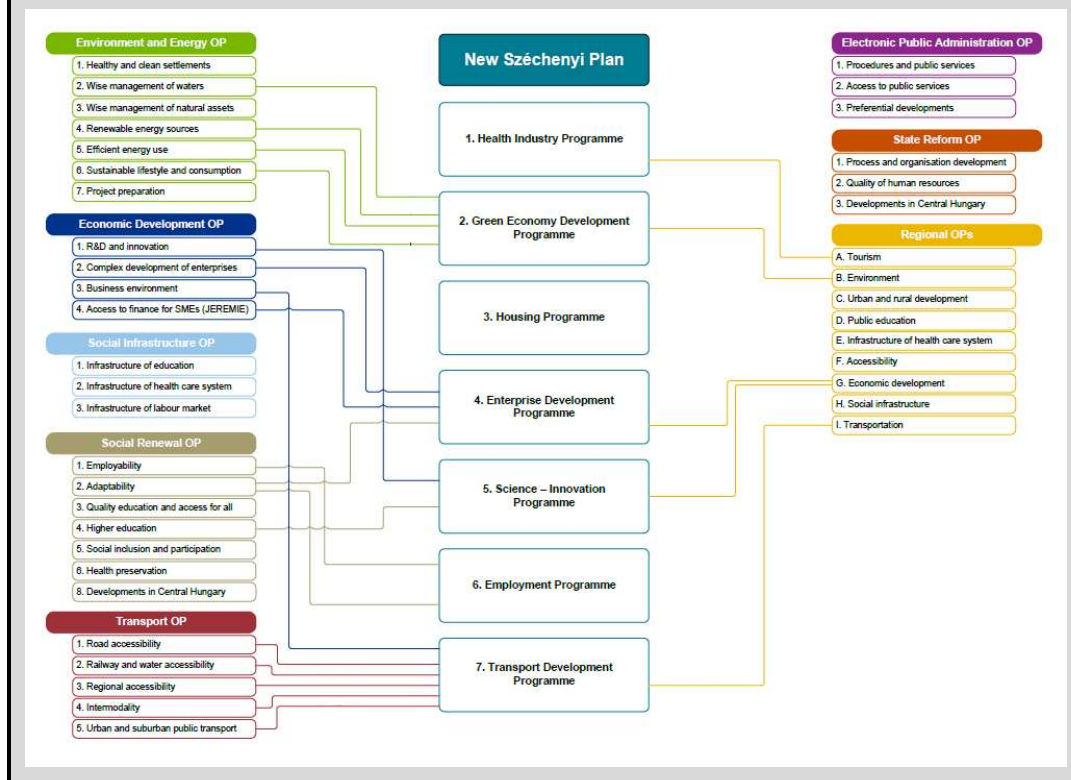 Environment and Energy OP
1. Healthy and clean settlements
2. Wise management of waters
3. Wise management of natural assets
4. Renewable energy sources
5. Efficient energy use
6. Sustainable lifestyle and consumption
7. Project preparation
Economic Development OP
1. R&D and innovation
2. Complex development of enterprises
3. Business environment
4. Access to finance for SMEs (JEREMIE)
Social Infrastructure OP
1. Infrastructure of education
2. Infrastructure of health care system
3. Infrastructure of labour market
Social Renewal OP
1. Employability
2. Adaptability
3. Quality education and access for all
4. Higher education
5. Social inclusion and participation
6. Health preservation
8. Developments in Central Hungary
Transport OP
1. Road accessibility
2. Railway and water accessibility
3. Regional accessibility
4. Intermodality
5. Urban and suburban public transport
New Széchenyi Plan
1. Health Industry Programme
2. Green Economy Development
Programme
3. Housing Programme
4. Enterprise Development
Programme
5. Science – Innovation
Programme
6. Employment Programme
7. Transport Development
Programme
Electronic Public Administration OP
1. Procedures and public services
2. Access to public services
3. Preferential developments
State Reform OP
1. Process and organisation development
2. Quality of human resources
3. Developments in Central Hungary
Regional OPs
A. Tourism
B. Environment
C. Urban and rural development
D. Public education
E. Infrastructure of health care system
F. Accessibility
G. Economic development
H. Social infrastructure
I. Transportation